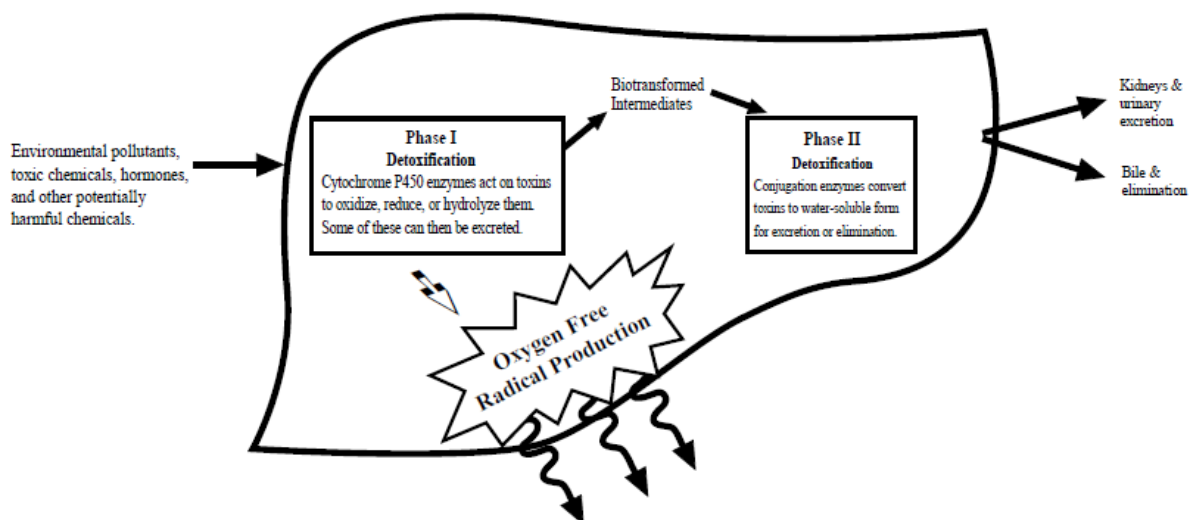 Environmental pollutants,
toxic chemicals, hormones,
and other potentially
harmful chemicals.
Phase I
Detoxification
Cytochrome P450 enzymes act on toxins
to oxidize, reduce, or hydrolyze them.
Some of these can then be excreted.
Biotransformed
Intermediates
Phase II
Detoxification
Conjugation enzymes convert
toxins to water-soluble form
for excretion or elimination.
Kidneys &
urinary
excretion
Bile &
elimination
Oxygen Free
Radical Production